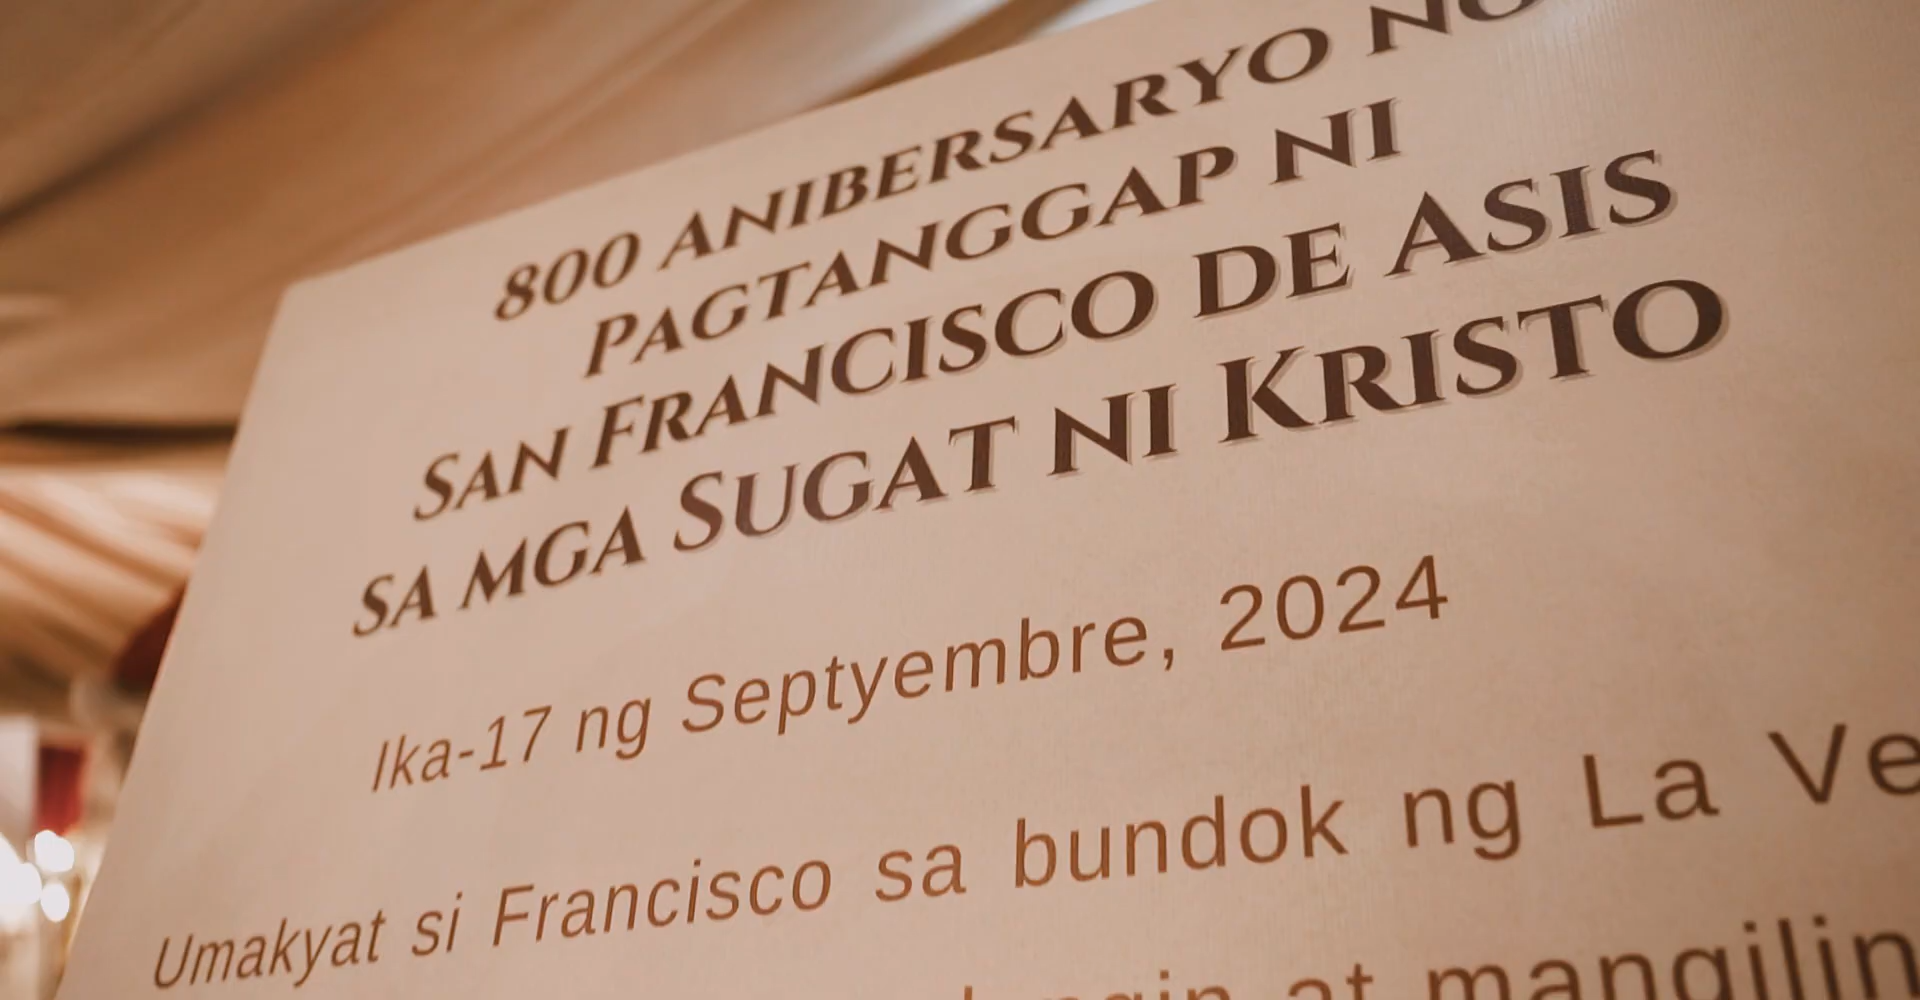 800 ANIBERSARYO NG
PAGTANGGAP NI
SAN FRANCISCO DE ASIS
SA MGA SUGAT NI KRISTO
Ika-17 ng Septyembre, 2024
Umakyat si Francisco sa bundok ng La
at